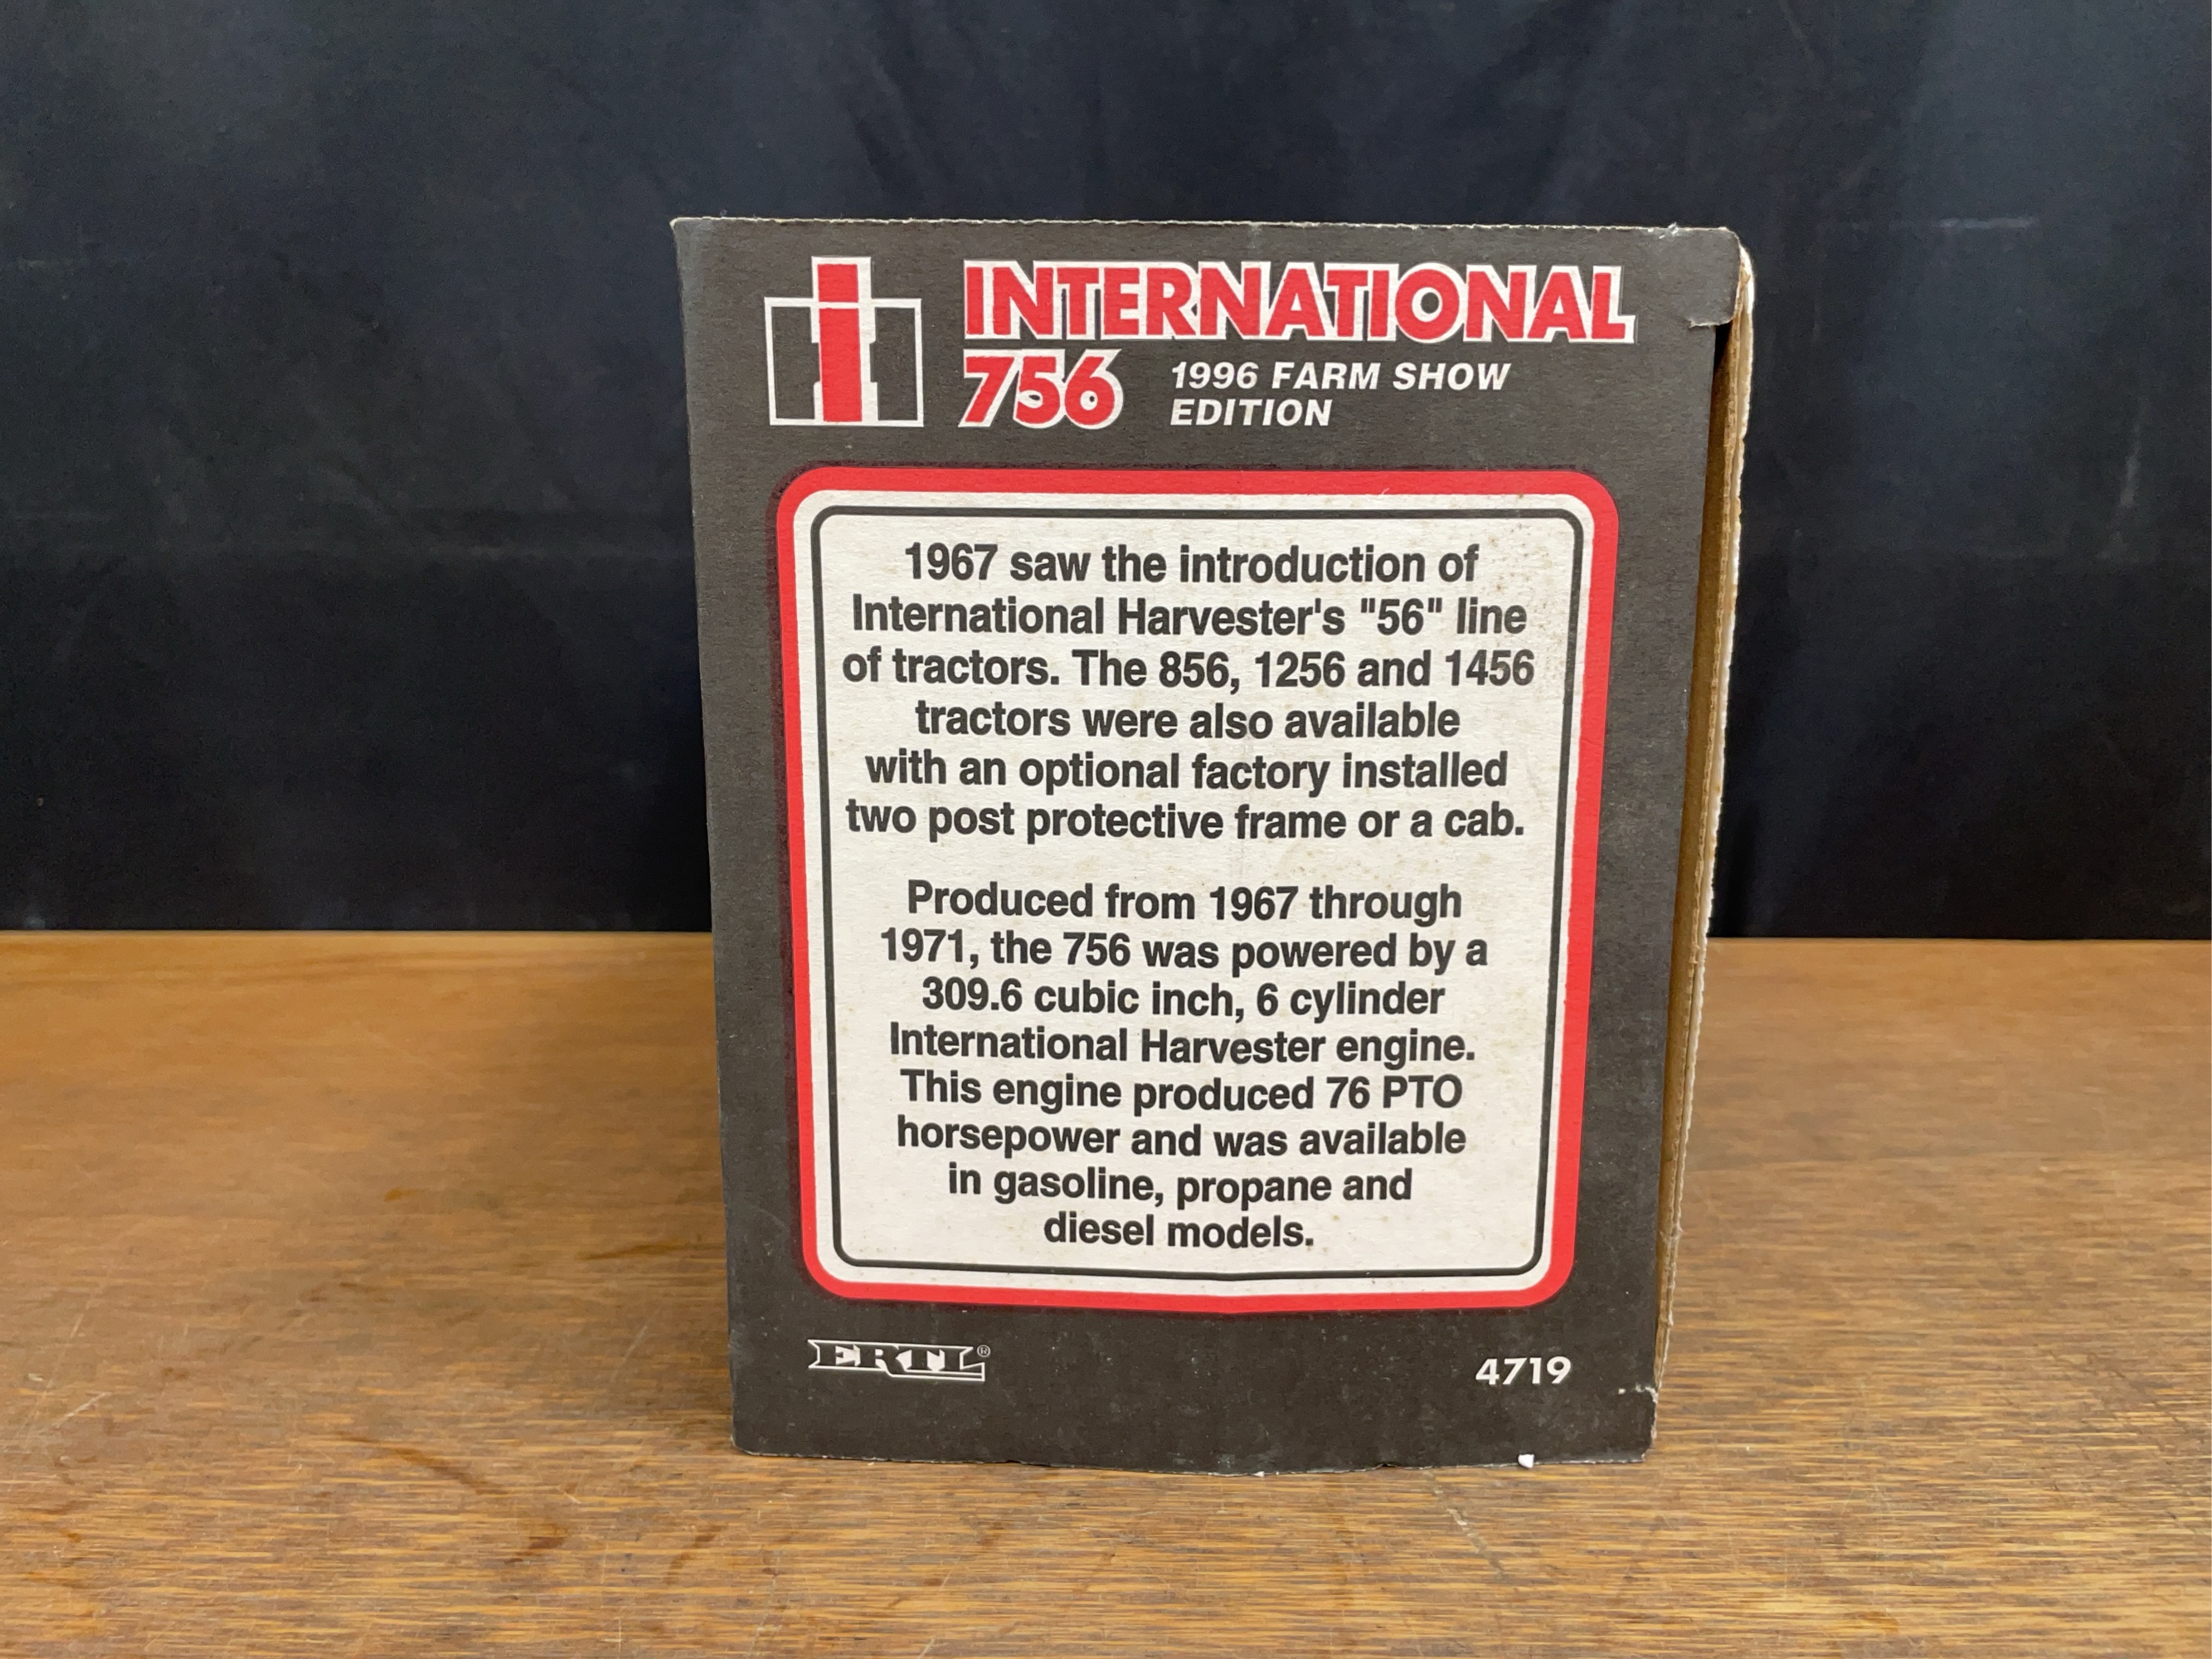 INTERNATIONAL
756 1996 FARM SHOW
EDITION
1967 saw the introduction of
International Harvester's "56" line
of tractors. The 856, 1256 and 1456
tractors were also available
with an optional factory installed
two post protective frame or a cab.
Produced from 1967 through
1971, the 756 was powered by a
309.6 cubic inch, 6 cylinder
International Harvester engine.
This engine produced 76 PTO
horsepower and was available
in gasoline, propane and
diesel models.
ERTL®
4719